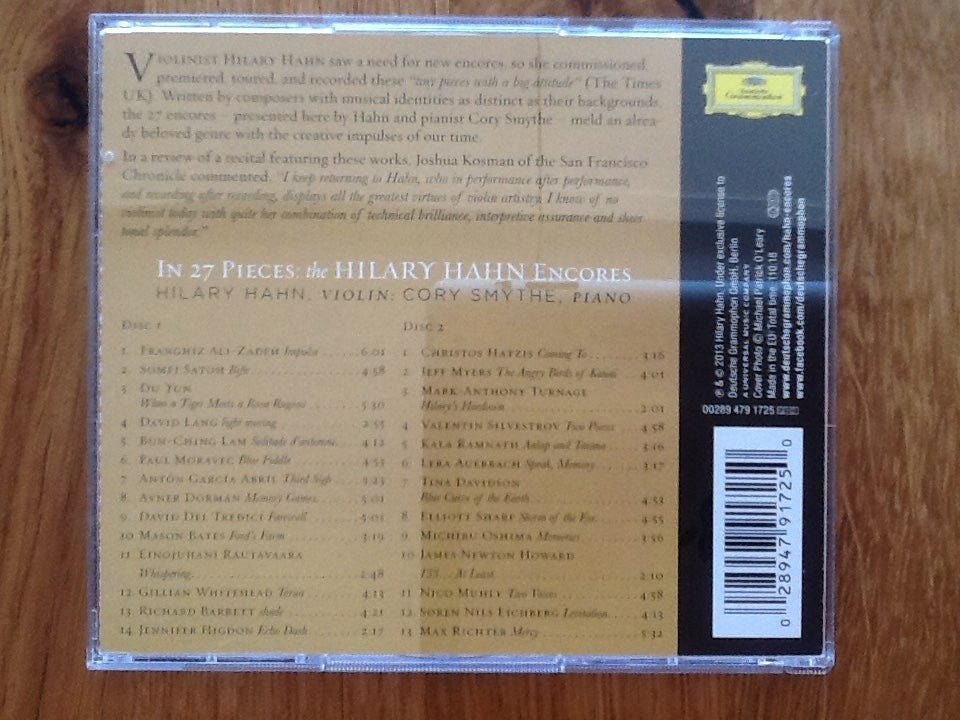 VIOLINIST HILARY HAHN saw a need for new encores, so she commissioned,
premiered, toured, and recorded these "tiny pieces with a big attitude" (The Times
UK). Written by composers with musical identities as distinct as their backgrounds,
the 27 encores – presented here by Hahn and pianist Cory Smythe – meld an alrea-
dy beloved genre with the creative impulses of our time.
In a review of a recital featuring these works, Joshua Kosman of the San Francisco
Chronicle commented, "I keep returning to Hahn, who in performance after performance,
and recording after recording, displays all the greatest virtues of violin artistry. I know of no
violinist today with quite her combination of technical brilliance, interpretive assurance and sheer
tonal splendor."
IN 27 PIECES: the HILARY HAHN ENCORES
HILARY HAHN, VIOLIN; CORY SMYTHE, PIANO
DISC 1
1. FRANGHIZ ALI-ZADEH Impulse 6:01
2. SOMEI SATOH Bifu 4:58
3. DU YUN
When a Tiger Meets a Rosa Rugosa 5:30
4. DAVID LANG light moving 2:55
5. BUN-CHING LAM Solitude d'automne 4:12
6. PAUL MORAVEC Blue Fiddle 4:53
7. ANTÓN GARCÍA ABRIL Third Sigh 3:23
8. AVNER DORMAN Memory Games 3:01
9. DAVID DEL TREDICI Farewell 5:01
10. MASON BATES Ford's Farm 3:19
11. EINOJUHANI RAUTAVAARA
Whispering 2:48
12. GILLIAN WHITEHEAD Tōrua 4:13
13. RICHARD BARRETT shade 4:21
14. JENNIFER HIGDON Echo Dash 2:17
DISC 2
1. CHRISTOS HATZIS Coming To 3:16
2. JEFF MYERS The Angry Birds of Kauai 4:01
3. MARK-ANTHONY TURNAGE
Hilary's Hoedown 2:01
4. VALENTIN SILVESTROV Two Pieces 4:58
5. KALA RAMNATH Aalap and Tarana 3:16
6. LERA AUERBACH Speak, Memory 3:17
7. TINA DAVIDSON
Blue Curve of the Earth 4:52
8. ELLIOTT SHARP Storm of the Eye 4:55
9. MICHIRU OSHIMA Memories 3:56
10. JAMES NEWTON HOWARD
133... At Least 2:10
11. NICO MUHLY Two Voices 4:58
12. SØREN NILS EICHBERG Levitation 4:13
13. MAX RICHTER Mercy 5:32
Deutsche
Grammophon
℗ & © 2013 Hilary Hahn. Under exclusive license to
Deutsche Grammophon GmbH, Berlin
A UNIVERSAL MUSIC COMPANY
Cover Photo © Michael Patrick O'Leary
Made in the EU. Total time: 110:18
www.deutschegrammophon.com/hahn-encores
www.facebook.com/deutschegrammophon
00289 479 1725
0 28947 91725 0